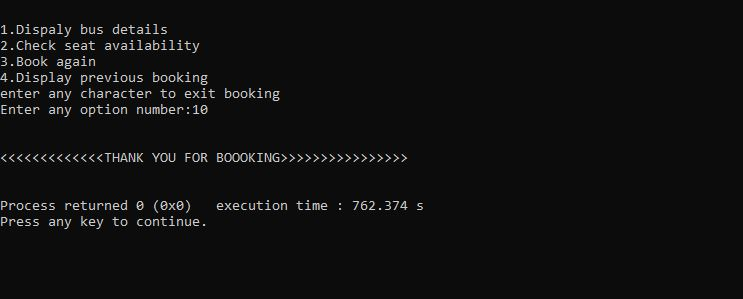 1.Dispaly bus details
2.Check seat availability
3.Book again
4.Display previous booking
enter any character to exit booking
Enter any option number:10
<<<<<<<<<<<<<THANK YOU FOR BOOOKING>>>>>>>>>>>>>>>>
Process returned 0 (0x0)   execution time : 762.374 s
Press any key to continue.